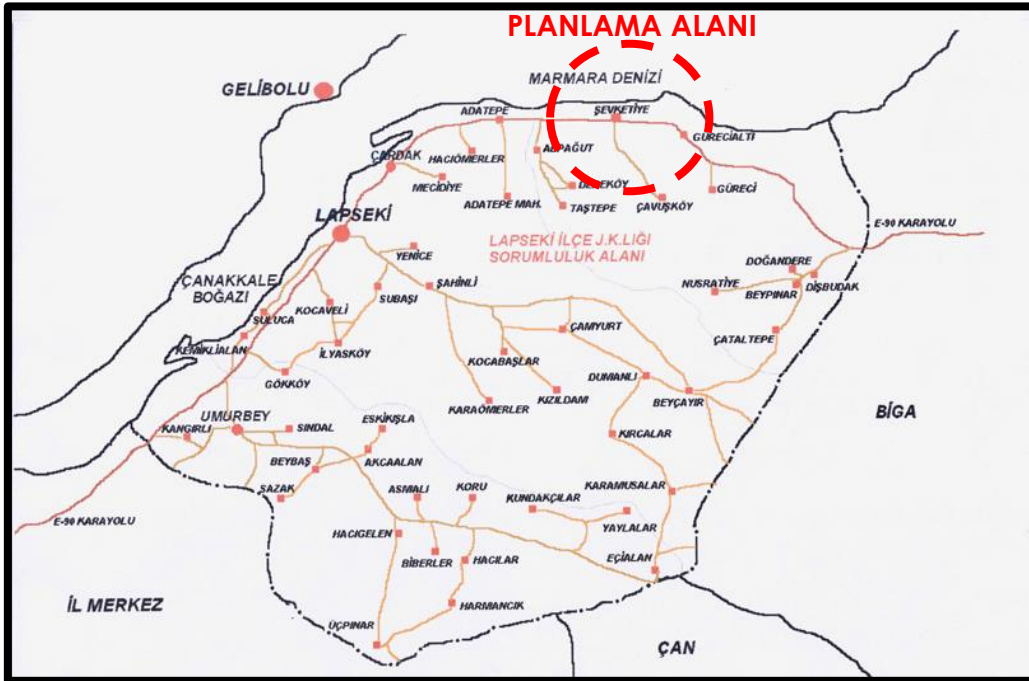 PLANLAMA ALANI
MARMARA DENİZİ
GELİBOLU
ŞEVKETİYE
ADATEPE
GÜRECİALTI
ÇARDAK
HACIÖMERLER
ALPAĞUT
MECİDİYE
DEREKÖY
GÜRECİ
ADATEPE MAH.
TAŞTEPE
ÇAVUŞKÖY
LAPSEKİ
E-90 KARAYOLU
LAPSEKİ İLÇE J.K.LIĞI
SORUMLULUK ALANI
YENİCE
DOĞANDERE
ÇANAKKALE
BOĞAZI
ŞAHİNLİ
SUBAŞI
NUSRATİYE
BEYPINAR
DİŞBUDAK
KOCAVELİ
SULUCA
ÇAMYURT
ÇATALTEPE
KEMİKLİALAN
İLYASKÖY
KOCABAŞLAR
GÖKKÖY
DUMANLI
KARAÖMERLER
KIZILDAM
BEYÇAYIR
BİGA
UMURBEY
ESKİKIŞLA
KANGIRLI
SINDAL
KIRCALAR
BEYBAŞ
AKCAALAN
SAZAK
ASMALI
KORU
KUNDAKÇILAR
KARAMUSALAR
E-90 KARAYOLU
YAYLALAR
HACIGELEN
BİBERLER
HACILAR
EÇİALAN
İL MERKEZ
HARMANCIK
ÜÇPINAR
ÇAN